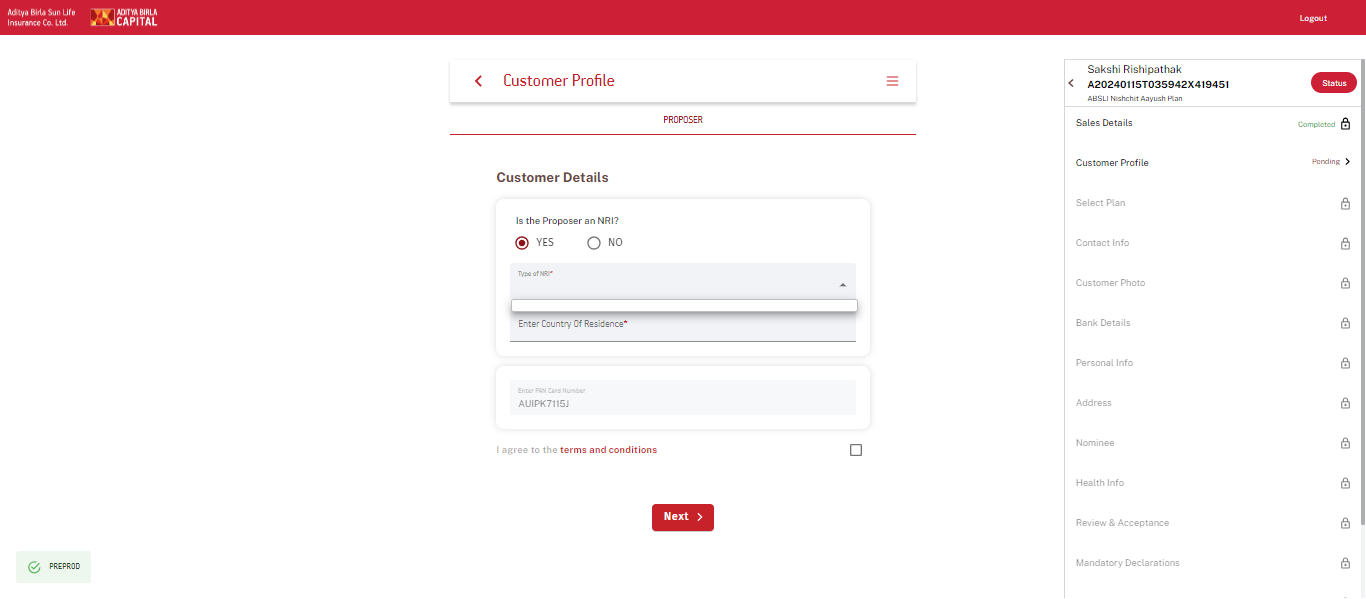 Aditya Birla Sun Life
Insurance Co. Ltd.
ADITYA BIRLA
CAPITAL
Logout
Customer Profile
PROPOSER
Customer Details
Is the Proposer an NRI?
YES
NO
Type of NRI*
Enter Country Of Residence*
Enter PAN Card Number
AUIPK7115J
I agree to the terms and conditions
Next
PREPROD
Sakshi Rishipathak
A20240115T035942X419451
ABSLI Nishchit Aayush Plan
Status
Sales Details
Completed
Customer Profile
Pending
Select Plan
Contact Info
Customer Photo
Bank Details
Personal Info
Address
Nominee
Health Info
Review & Acceptance
Mandatory Declarations